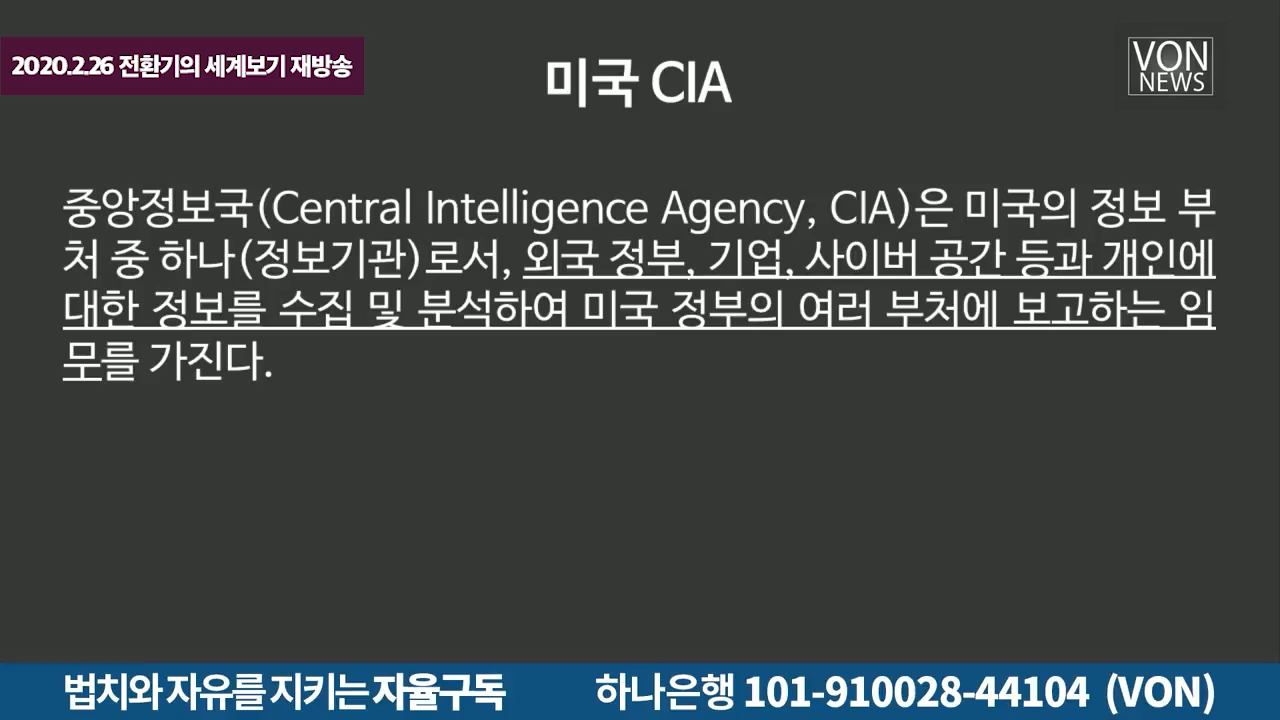 2020.2.26 전환기의 세계보기 재방송
미국 CIA
VON
NEWS
중앙정보국(Central Intelligence Agency, CIA)은 미국의 정보 부
처 중 하나(정보기관)로서, 외국 정부, 기업, 사이버 공간 등과 개인에
대한 정보를 수집 및 분석하여 미국 정부의 여러 부처에 보고하는 임
무를 가진다.
법치와 자유를 지키는 자율구독
하나은행 101-910028-44104 (VON)